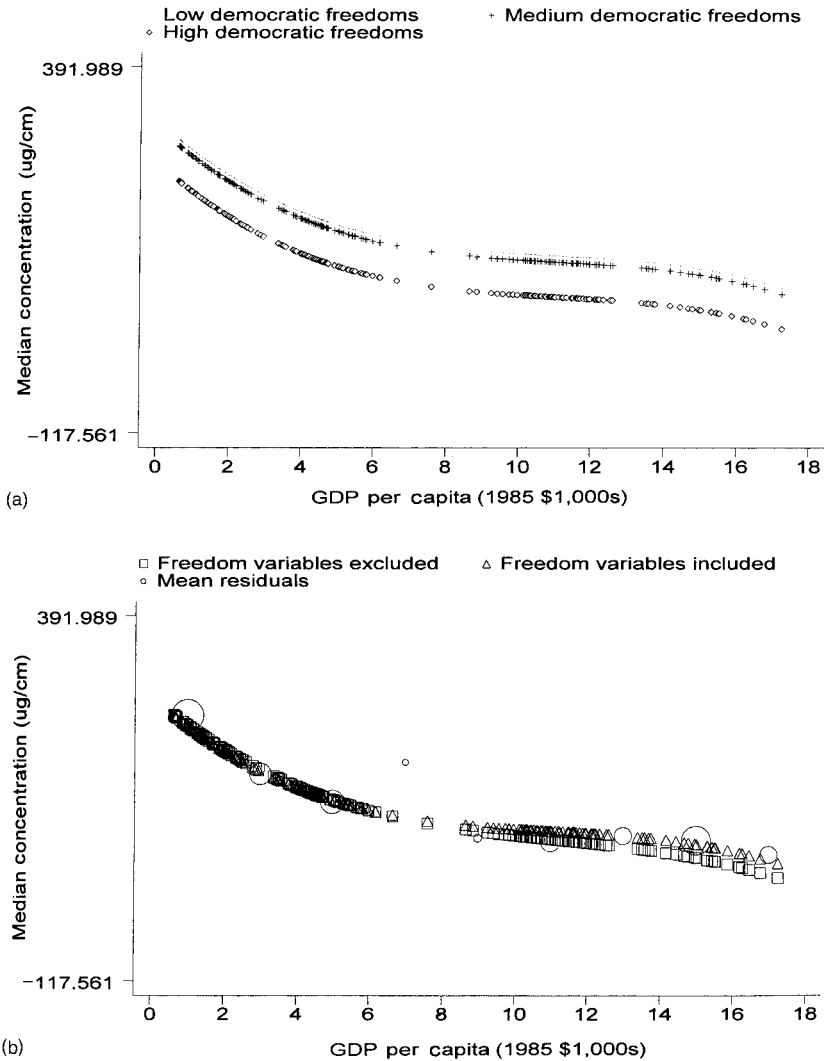 Low democratic freedoms + Medium democratic freedoms
◇ High democratic freedoms
391.989
Median concentration (ug/cm)
−117.561
0 2 4 6 8 10 12 14 16 18
GDP per capita (1985 $1,000s)
(a)
□ Freedom variables excluded △ Freedom variables included
○ Mean residuals
391.989
Median concentration (ug/cm)
−117.561
0 2 4 6 8 10 12 14 16 18
GDP per capita (1985 $1,000s)
(b)